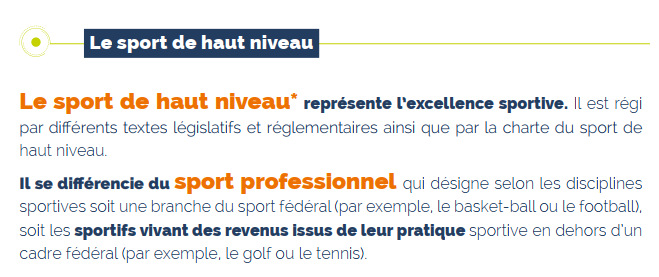 Le sport de haut niveau
Le sport de haut niveau* représente l'excellence sportive. Il est régi
par différents textes législatifs et réglementaires ainsi que par la charte du sport de
haut niveau.
Il se différencie du sport professionnel qui désigne selon les disciplines
sportives soit une branche du sport fédéral (par exemple, le basket-ball ou le football),
soit les sportifs vivant des revenus issus de leur pratique sportive en dehors d'un
cadre fédéral (par exemple, le golf ou le tennis).